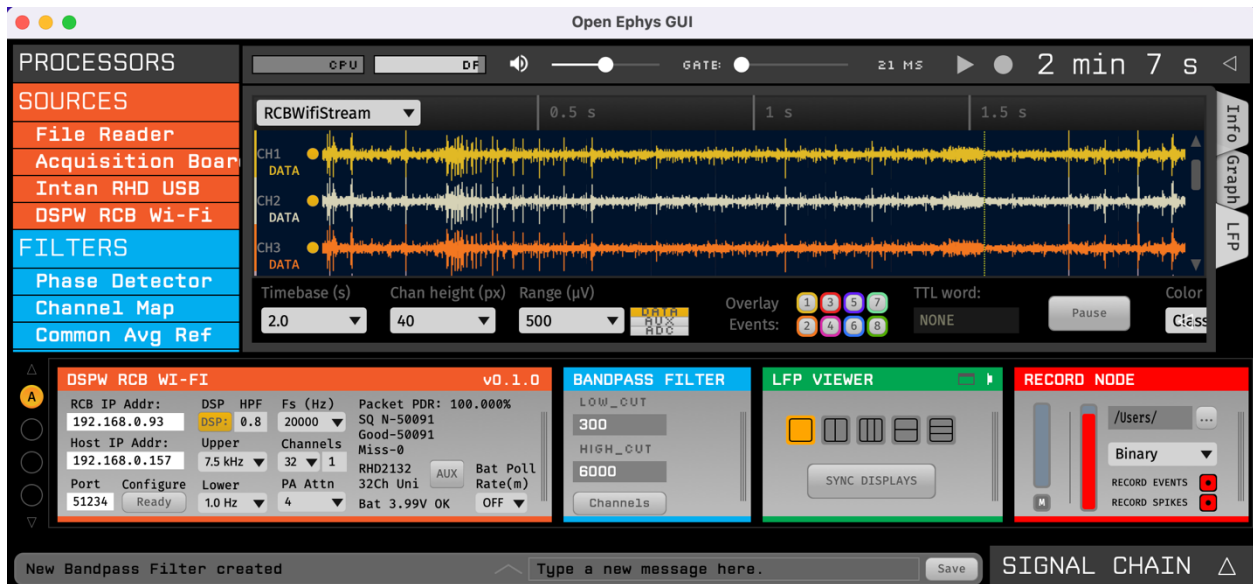 Open Ephys GUI
PROCESSORS
CPU
DF
GATE:
21 MS
2 min 7 s
SOURCES
File Reader
Acquisition Boar
Intan RHD USB
DSPW RCB Wi-Fi
FILTERS
Phase Detector
Channel Map
Common Avg Ref
RCBWifiStream
0.5 s
1 s
1.5 s
CH1
DATA
CH2
DATA
CH3
DATA
Info
Graph
LFP
Timebase (s)
Chan height (px)
Range (µV)
2.0
40
500
DATA
AUX
ADC
Overlay
Events:
1 3 5 7
2 4 6 8
TTL word:
NONE
Pause
Color
Class
A
DSPW RCB WI-FI v0.1.0
RCB IP Addr:
192.168.0.93
Host IP Addr:
192.168.0.157
Port Configure
51234 Ready
DSP HPF
DSP: 0.8
Upper
7.5 kHz
Lower
1.0 Hz
Fs (Hz)
20000
Channels
32 1
PA Attn
4
Packet PDR: 100.000%
SQ N-50091
Good-50091
Miss-0
RHD2132
32Ch Uni
AUX
Bat 3.99V OK
Bat Poll
Rate(m)
OFF
BANDPASS FILTER
LOW_CUT
300
HIGH_CUT
6000
Channels
LFP VIEWER
SYNC DISPLAYS
RECORD NODE
/Users/
...
Binary
RECORD EVENTS
RECORD SPIKES
M
New Bandpass Filter created
Type a new message here.
Save
SIGNAL CHAIN